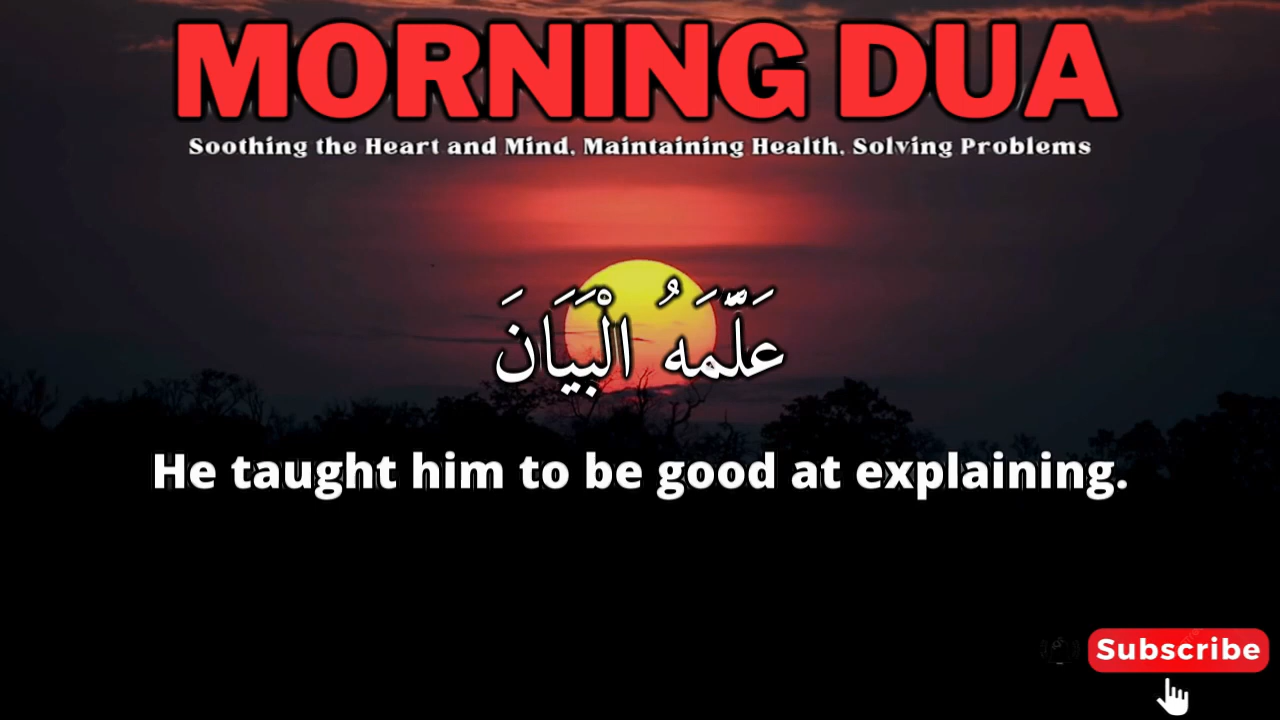 MORNING DUA
Soothing the Heart and Mind, Maintaining Health, Solving Problems
عَلَّمَهُ الْبَيَانَ
He taught him to be good at explaining.
Subscribe